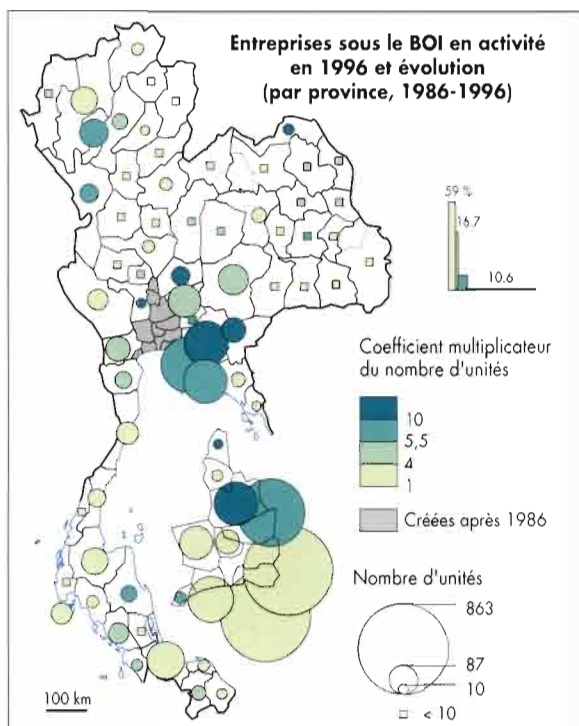 Entreprises sous le BOI en activité
en 1996 et évolution
(par province, 1986-1996)
59 %
16.7
10.6
Coefficient multiplicateur
du nombre d'unités
10
5,5
4
1
Créées après 1986
Nombre d'unités
863
87
10
< 10
100 km